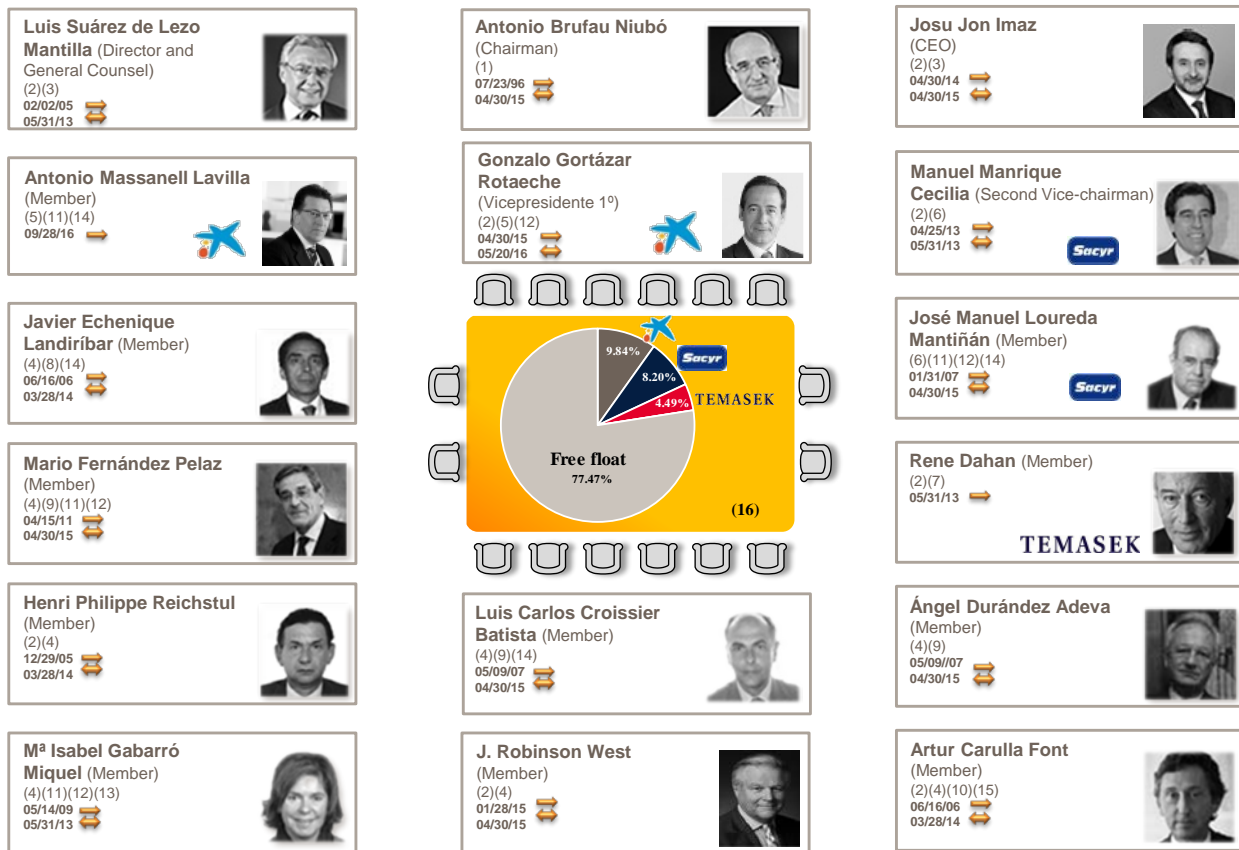 Luis Suárez de Lezo
Mantilla (Director and
General Counsel)
(2)(3)
02/02/05
05/31/13
Antonio Massanell Lavilla
(Member)
(5)(11)(14)
09/28/16
Javier Echenique
Landiríbar (Member)
(4)(8)(14)
06/16/06
03/28/14
Mario Fernández Pelaz
(Member)
(4)(9)(11)(12)
04/15/11
04/30/15
Henri Philippe Reichstul
(Member)
(2)(4)
12/29/05
03/28/14
Mª Isabel Gabarró
Miquel (Member)
(4)(11)(12)(13)
05/14/09
05/31/13
Antonio Brufau Niubó
(Chairman)
(1)
07/23/96
04/30/15
Gonzalo Gortázar
Rotaeche
(Vicepresidente 1º)
(2)(5)(12)
04/30/15
05/20/16
9.84%
Sacyr
8.20%
4.49% TEMASEK
Free float
77.47%
(16)
Luis Carlos Croissier
Batista (Member)
(4)(9)(14)
05/09/07
04/30/15
J. Robinson West
(Member)
(2)(4)
01/28/15
04/30/15
Josu Jon Imaz
(CEO)
(2)(3)
04/30/14
04/30/15
Manuel Manrique
Cecilia (Second Vice-chairman)
(2)(6)
04/25/13
05/31/13
Sacyr
José Manuel Loureda
Mantiñán (Member)
(6)(11)(12)(14)
01/31/07
04/30/15
Sacyr
Rene Dahan (Member)
(2)(7)
05/31/13
TEMASEK
Ángel Durández Adeva
(Member)
(4)(9)
05/09//07
04/30/15
Artur Carulla Font
(Member)
(2)(4)(10)(15)
06/16/06
03/28/14